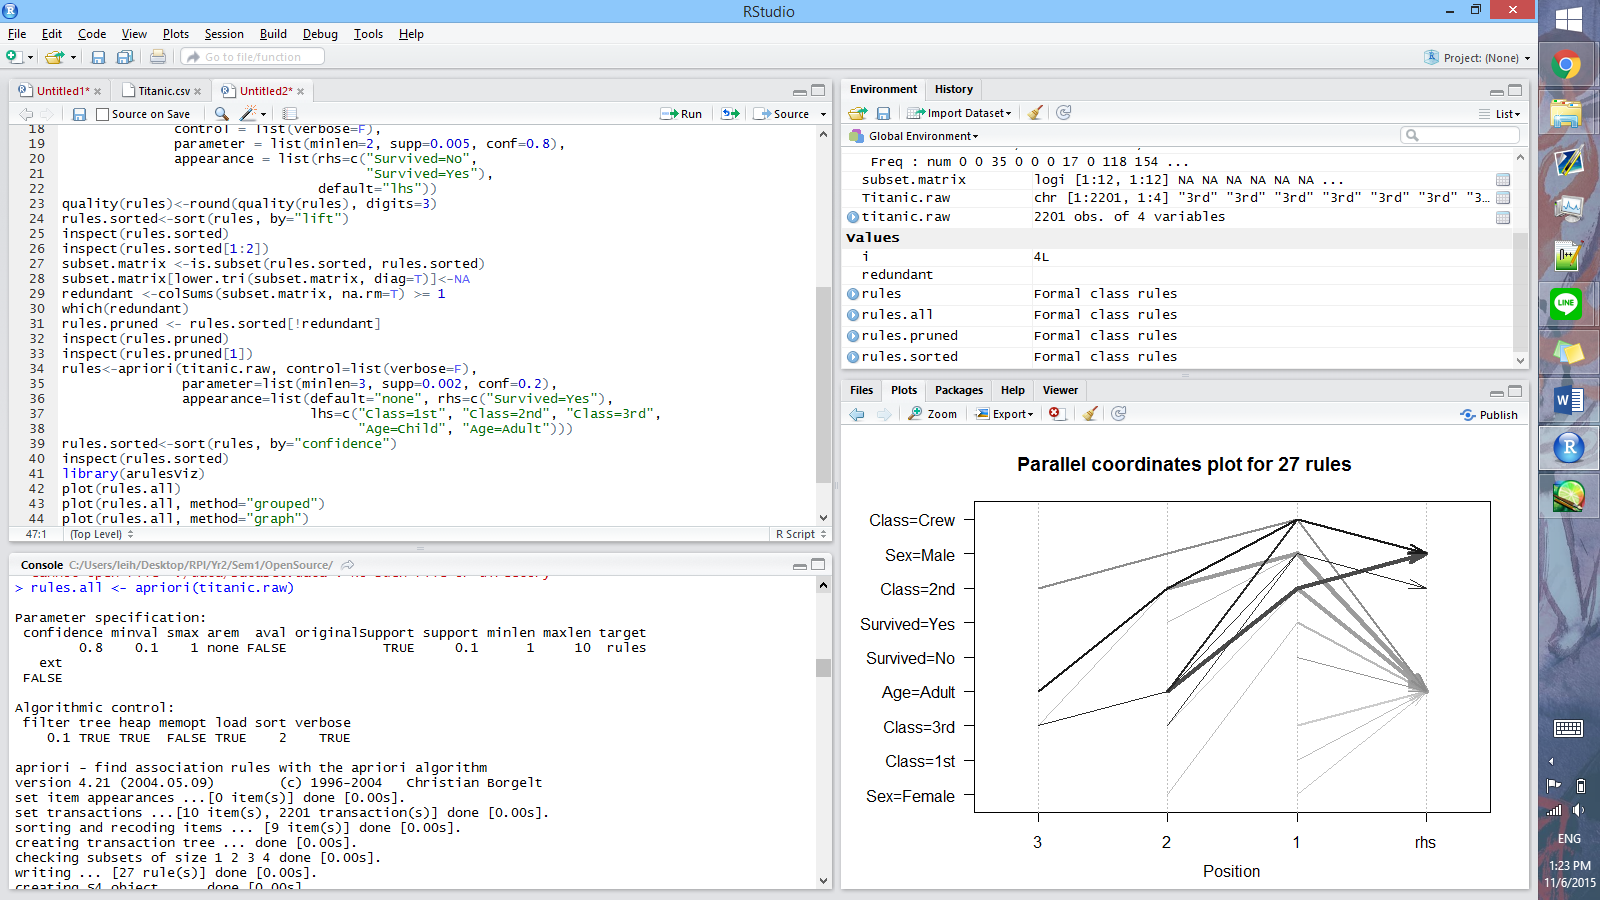 RStudio
File Edit Code View Plots Session Build Debug Tools Help
Go to file/function
Project: (None)
Untitled1* Titanic.csv Untitled2*
Source on Save Run Source
18 control = list(verbose=F),
19 parameter = list(minlen=2, supp=0.005, conf=0.8),
20 appearance = list(rhs=c("Survived=No",
21 "Survived=Yes"),
22 default="lhs"))
23 quality(rules)<-round(quality(rules), digits=3)
24 rules.sorted<-sort(rules, by="lift")
25 inspect(rules.sorted)
26 inspect(rules.sorted[1:2])
27 subset.matrix <-is.subset(rules.sorted, rules.sorted)
28 subset.matrix[lower.tri(subset.matrix, diag=T)]<-NA
29 redundant <-colSums(subset.matrix, na.rm=T) >= 1
30 which(redundant)
31 rules.pruned <- rules.sorted[!redundant]
32 inspect(rules.pruned)
33 inspect(rules.pruned[1])
34 rules<-apriori(titanic.raw, control=list(verbose=F),
35 parameter=list(minlen=3, supp=0.002, conf=0.2),
36 appearance=list(default="none", rhs=c("Survived=Yes"),
37 lhs=c("Class=1st", "Class=2nd", "Class=3rd",
38 "Age=Child", "Age=Adult")))
39 rules.sorted<-sort(rules, by="confidence")
40 inspect(rules.sorted)
41 library(arulesViz)
42 plot(rules.all)
43 plot(rules.all, method="grouped")
44 plot(rules.all, method="graph")
47:1 (Top Level) R Script
Console C:/Users/leih/Desktop/RPI/Yr2/Sem1/OpenSource/
> rules.all <- apriori(titanic.raw)
Parameter specification:
confidence minval smax arem aval originalSupport support minlen maxlen target
0.8 0.1 1 none FALSE TRUE 0.1 1 10 rules
ext
FALSE
Algorithmic control:
filter tree heap memopt load sort verbose
0.1 TRUE TRUE FALSE TRUE 2 TRUE
apriori - find association rules with the apriori algorithm
version 4.21 (2004.05.09) (c) 1996-2004 Christian Borgelt
set item appearances ...[0 item(s)] done [0.00s].
set transactions ...[10 item(s), 2201 transaction(s)] done [0.00s].
sorting and recoding items ... [9 item(s)] done [0.00s].
creating transaction tree ... done [0.00s].
checking subsets of size 1 2 3 4 done [0.00s].
writing ... [27 rule(s)] done [0.00s].
creating S4 object ... done [0.00s].
Environment History
Import Dataset List
Global Environment
Freq : num 0 0 35 0 0 0 17 0 118 154 ...
subset.matrix logi [1:12, 1:12] NA NA NA NA NA NA ...
Titanic.raw chr [1:2201, 1:4] "3rd" "3rd" "3rd" "3rd" "3rd" "3rd" "3...
titanic.raw 2201 obs. of 4 variables
Values
i 4L
redundant
rules Formal class rules
rules.all Formal class rules
rules.pruned Formal class rules
rules.sorted Formal class rules
Files Plots Packages Help Viewer
Zoom Export Publish
Parallel coordinates plot for 27 rules
Class=Crew
Sex=Male
Class=2nd
Survived=Yes
Survived=No
Age=Adult
Class=3rd
Class=1st
Sex=Female
3 2 1 rhs
Position
LINE
ENG
1:23 PM
11/6/2015